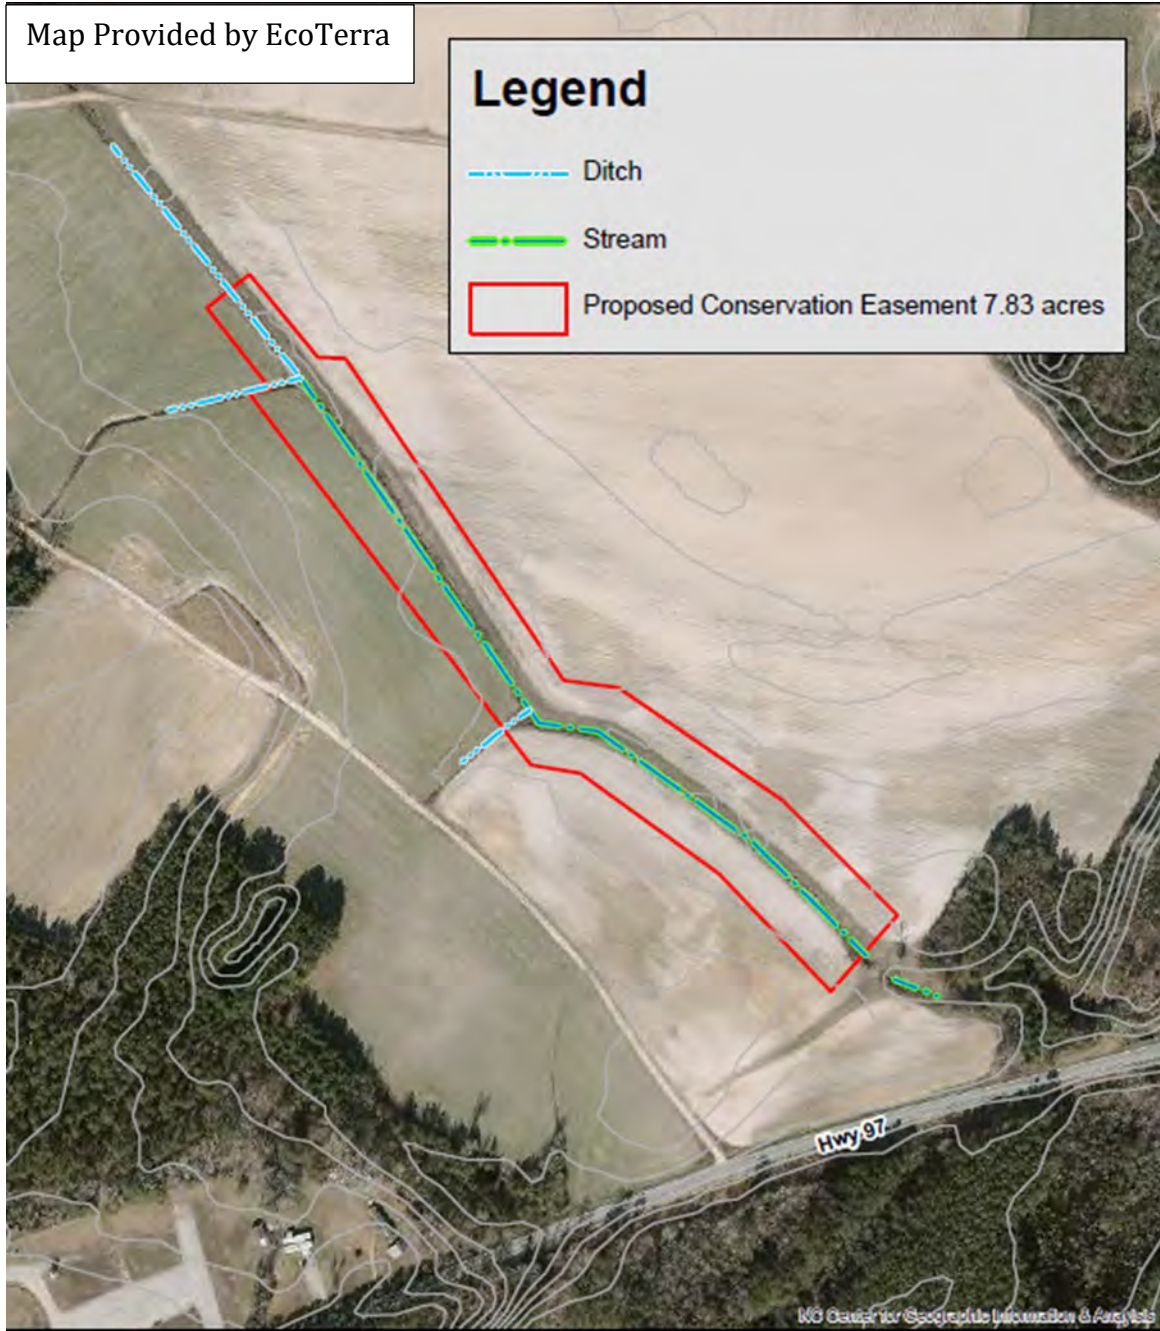 Map Provided by EcoTerra
Legend
Ditch
Stream
Proposed Conservation Easement 7.83 acres
Hwy 97
NC Center for Geographic Information & Analysis